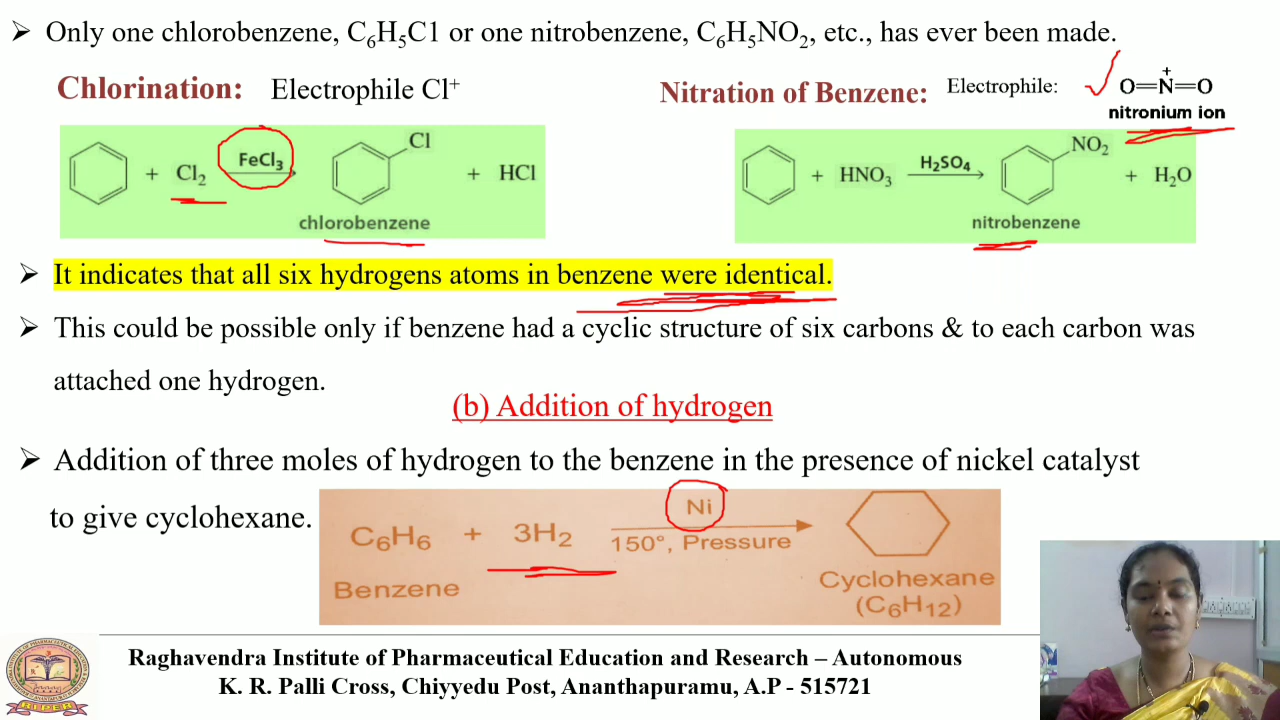 ➢ Only one chlorobenzene, C₆H₅C1 or one nitrobenzene, C₆H₅NO₂, etc., has ever been made.
Chlorination: Electrophile Cl⁺
Nitration of Benzene: Electrophile: O=N⁺=O
nitronium ion
+ Cl₂ FeCl₃ Cl + HCl
chlorobenzene
+ HNO₃ H₂SO₄ NO₂ + H₂O
nitrobenzene
➢ It indicates that all six hydrogens atoms in benzene were identical.
➢ This could be possible only if benzene had a cyclic structure of six carbons & to each carbon was
attached one hydrogen.
(b) Addition of hydrogen
➢ Addition of three moles of hydrogen to the benzene in the presence of nickel catalyst
to give cyclohexane.
C₆H₆ + 3H₂ Ni
150°, Pressure
Benzene
Cyclohexane
(C₆H₁₂)
Raghavendra Institute of Pharmaceutical Education and Research – Autonomous
K. R. Palli Cross, Chiyyedu Post, Ananthapuramu, A.P - 515721